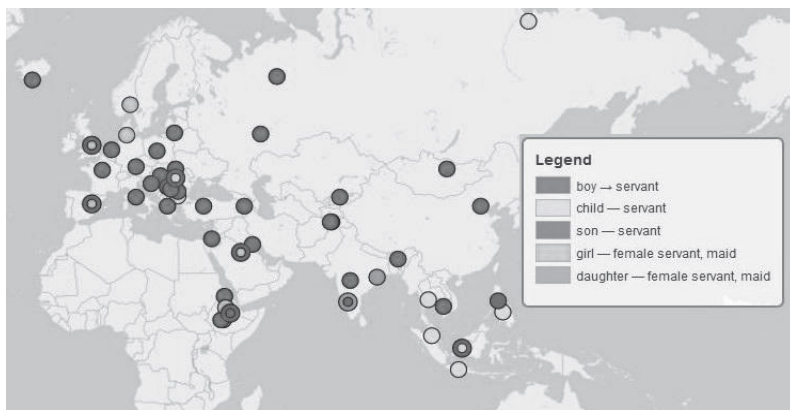 Legend
boy → servant
child — servant
son — servant
girl — female servant, maid
daughter — female servant, maid